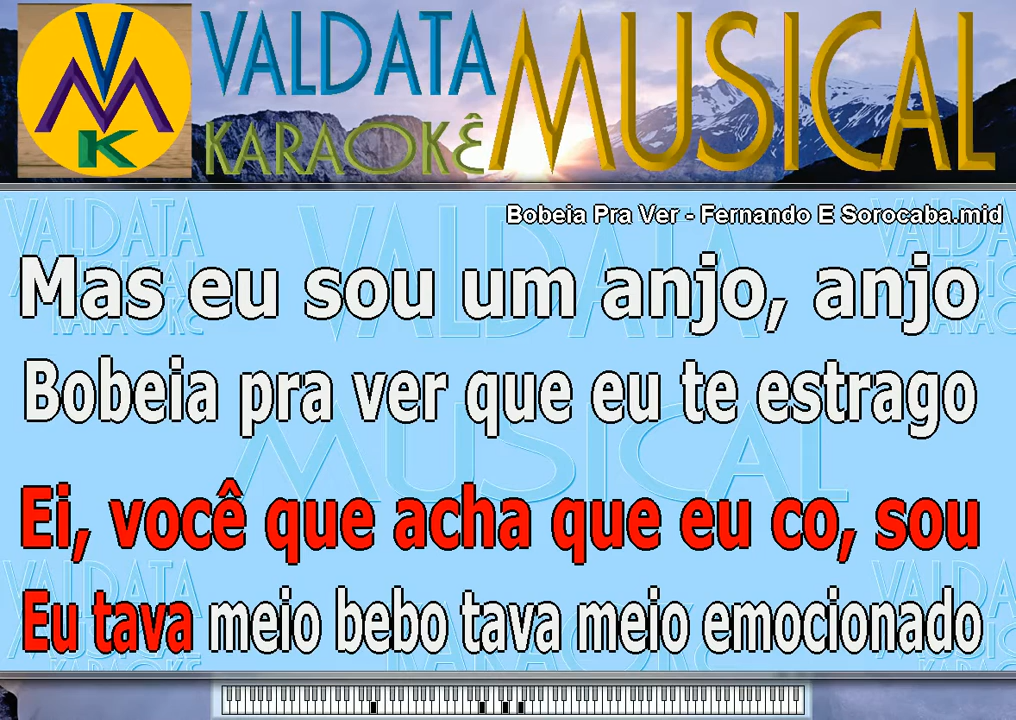 VALDATA
KARAOKÊ
MUSICAL
VMK
Bobeia Pra Ver - Fernando E Sorocaba.mid
Mas eu sou um anjo, anjo
Bobeia pra ver que eu te estrago
Ei, você que acha que eu co, sou
Eu tava meio bebo tava meio emocionado